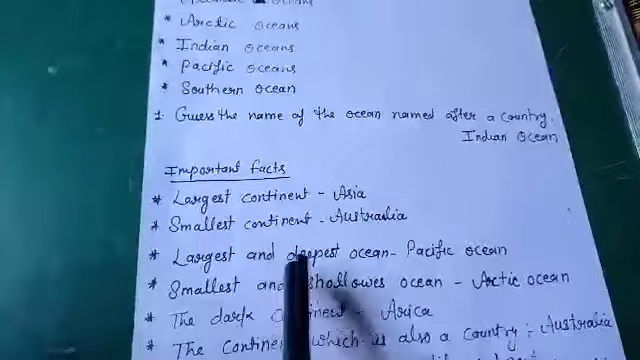 * Arctic oceans
* Indian oceans
* Pacific oceans
* Southern ocean
1. Guess the name of the ocean named after a country.
Indian Ocean
Important facts
* Largest continent - Asia
* Smallest continent - Australia
* Largest and deepest ocean - Pacific ocean
* Smallest and shallowes ocean - Arctic ocean
* The dark - Arica
* The which is also a country : Australia